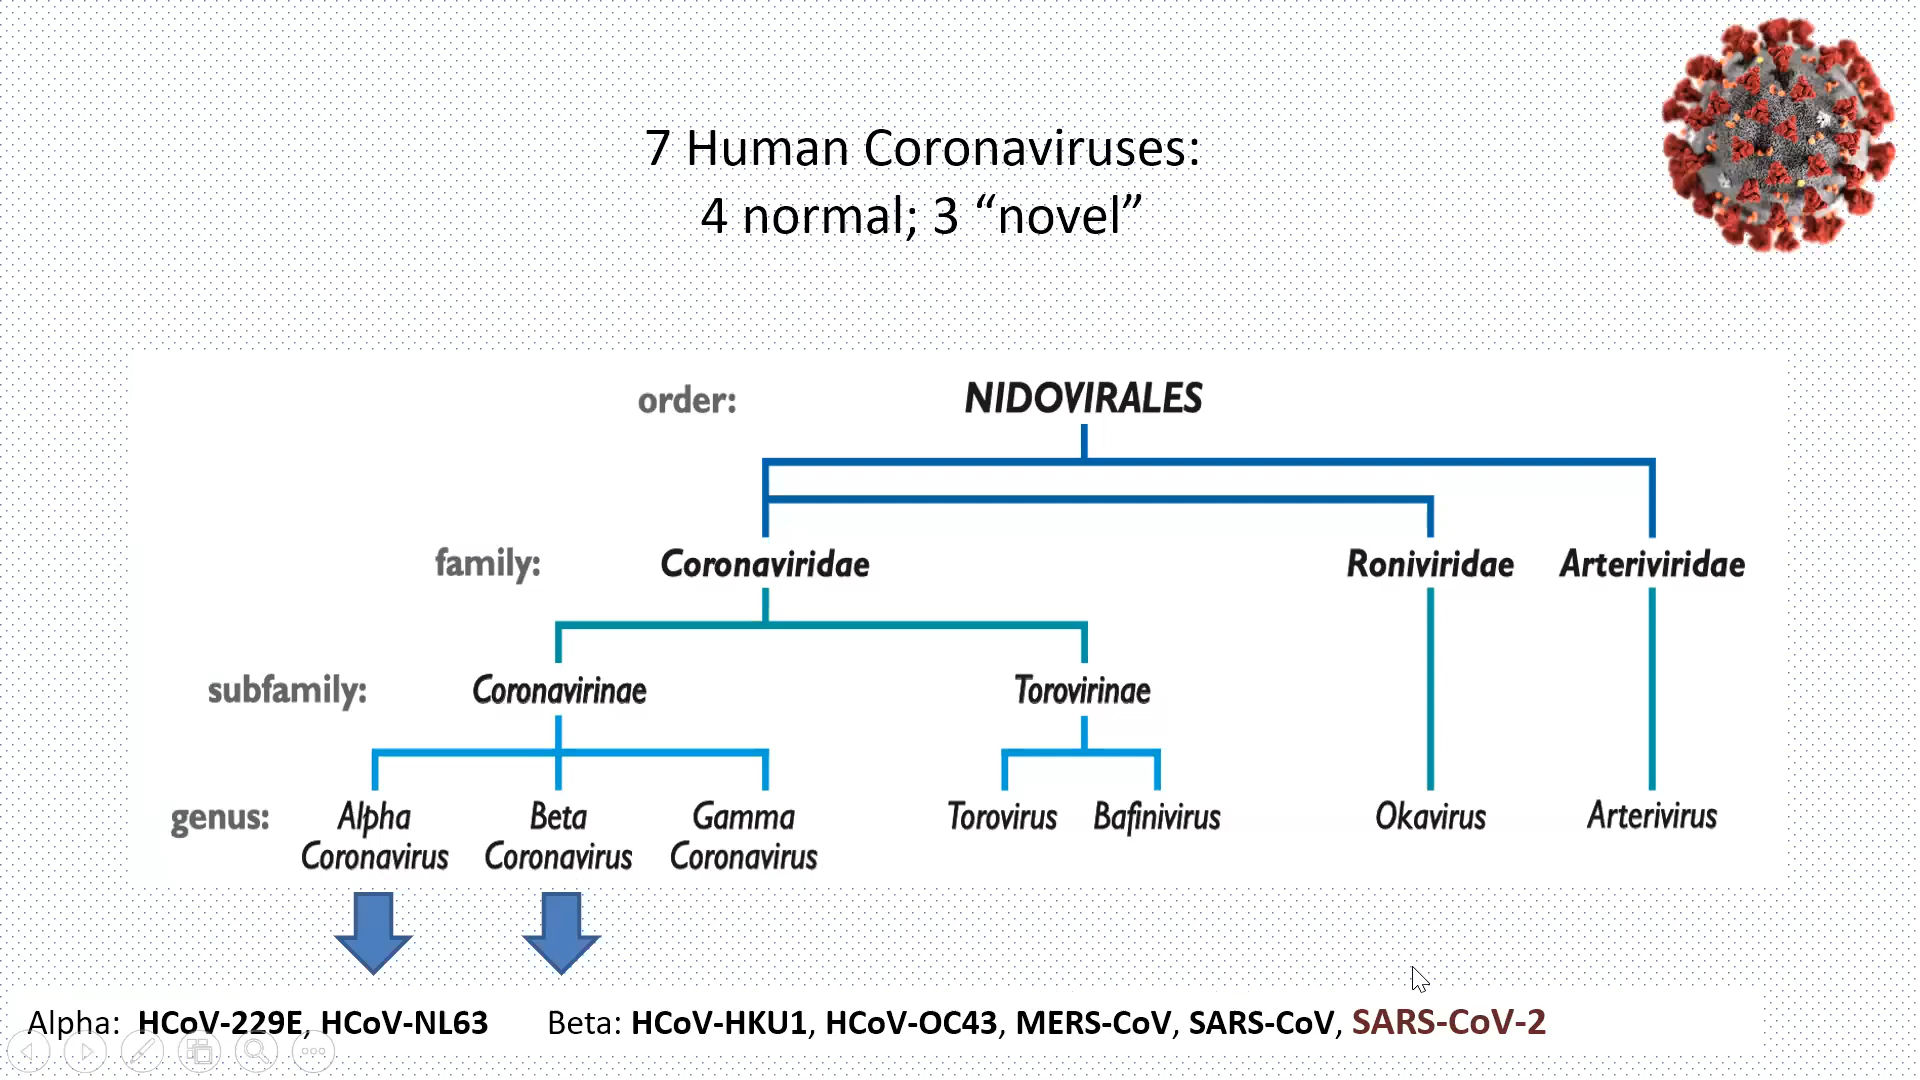 7 Human Coronaviruses:
4 normal; 3 “novel”
order: NIDOVIRALES
family: Coronaviridae Roniviridae Arteriviridae
subfamily: Coronavirinae Torovirinae
genus: Alpha Beta Gamma Torovirus Bafinivirus Okavirus Arterivirus
Coronavirus Coronavirus Coronavirus
Alpha: HCoV-229E, HCoV-NL63 Beta: HCoV-HKU1, HCoV-OC43, MERS-CoV, SARS-CoV, SARS-CoV-2